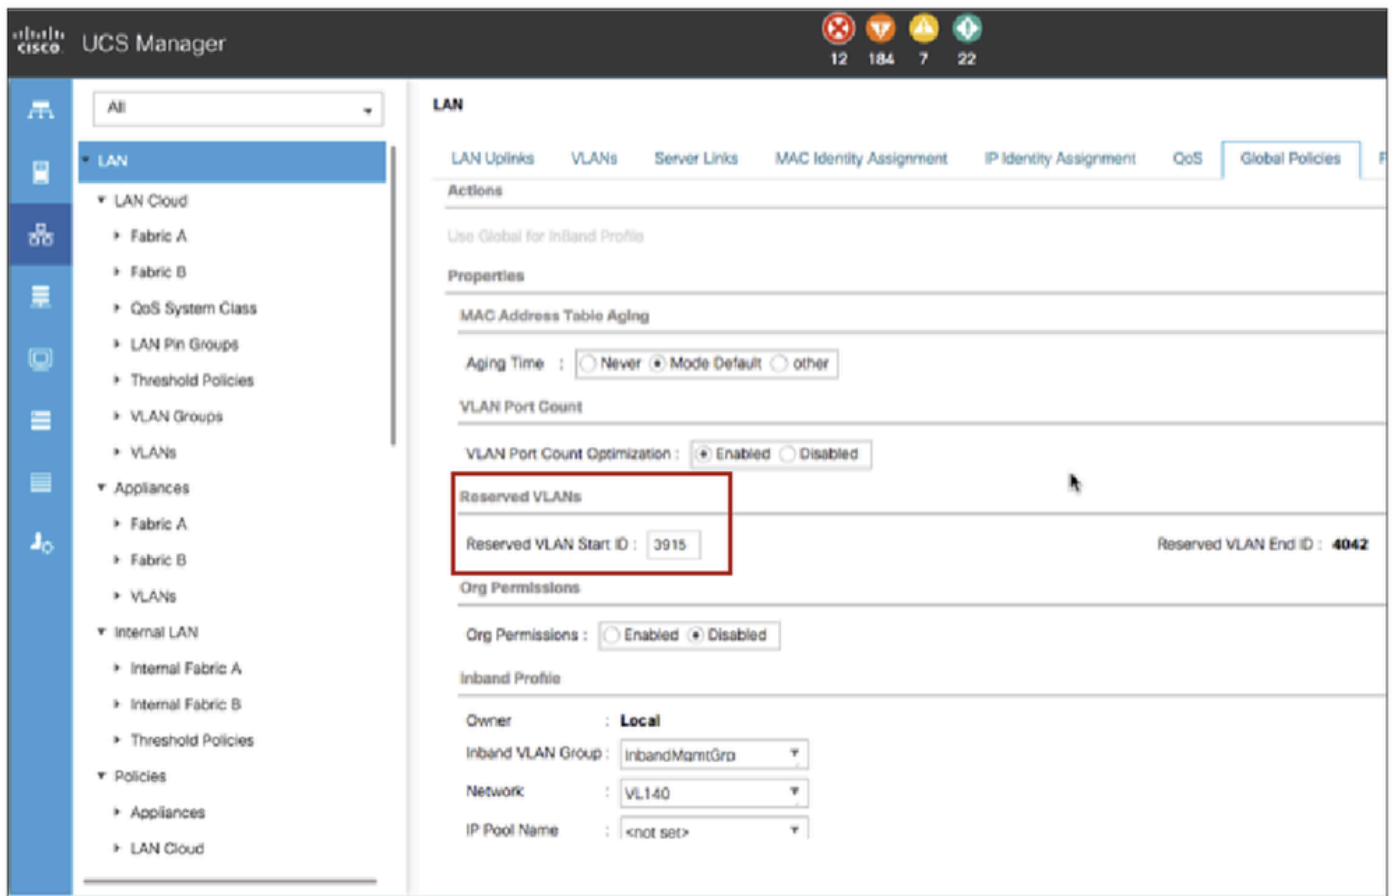 cisco UCS Manager
12 184 7 22
All
LAN
LAN Cloud
Fabric A
Fabric B
QoS System Class
LAN Pin Groups
Threshold Policies
VLAN Groups
VLANs
Appliances
Fabric A
Fabric B
VLANs
Internal LAN
Internal Fabric A
Internal Fabric B
Threshold Policies
Policies
Appliances
LAN Cloud
LAN
LAN Uplinks VLANs Server Links MAC Identity Assignment IP Identity Assignment QoS Global Policies
Actions
Use Global for InBand Profile
Properties
MAC Address Table Aging
Aging Time : Never Mode Default other
VLAN Port Count
VLAN Port Count Optimization : Enabled Disabled
Reserved VLANs
Reserved VLAN Start ID : 3915 Reserved VLAN End ID : 4042
Org Permissions
Org Permissions : Enabled Disabled
Inband Profile
Owner : Local
Inband VLAN Group : InbandMgmtGrp
Network : VL140
IP Pool Name : <not set>